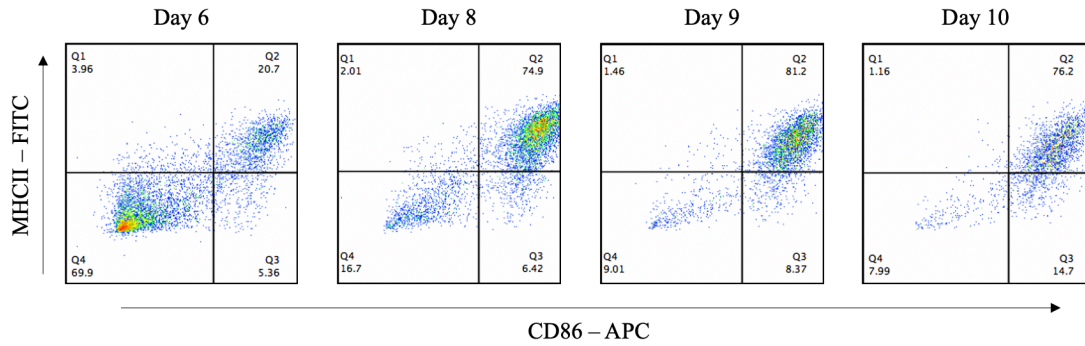 Day 6
Day 8
Day 9
Day 10
Q1
3.96
Q2
20.7
Q4
69.9
Q3
5.36
Q1
2.01
Q2
74.9
Q4
16.7
Q3
6.42
Q1
1.46
Q2
81.2
Q4
9.01
Q3
8.37
Q1
1.16
Q2
76.2
Q4
7.99
Q3
14.7
MHCII – FITC
CD86 – APC